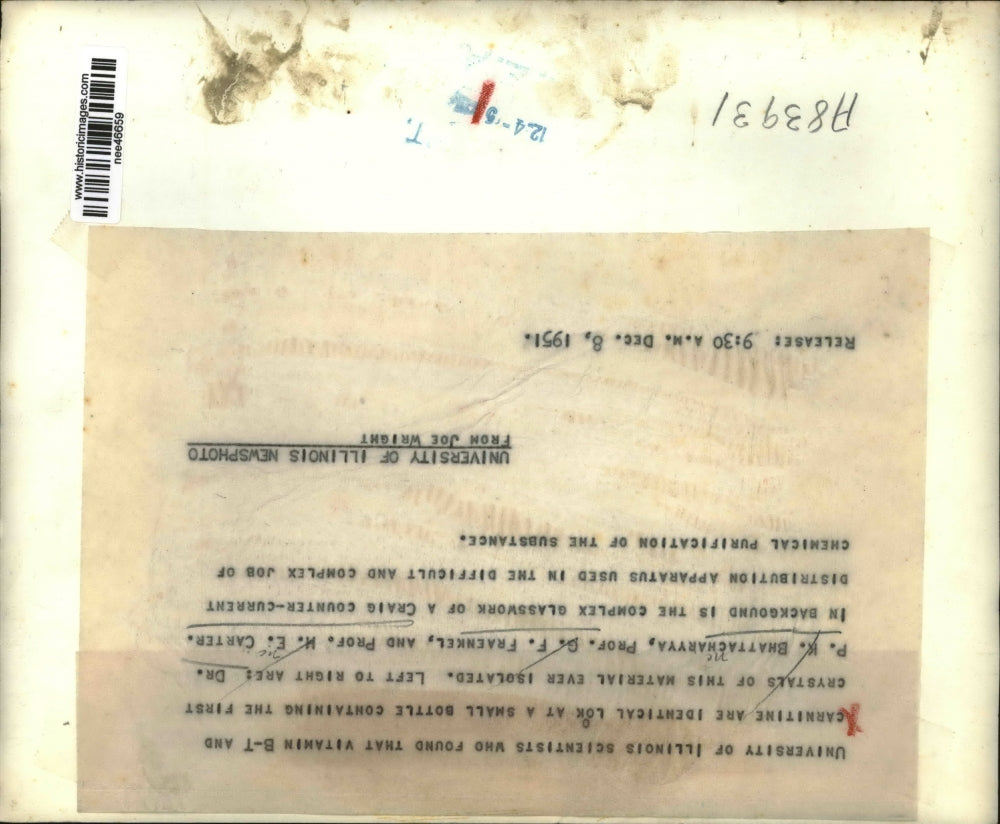 UNIVERSITY OF ILLINOIS SCIENTISTS WHO FOUND THAT VITAMIN B-T AND
CARNITINE ARE IDENTICAL LOK AT A SMALL BOTTLE CONTAINING THE FIRST
o
CRYSTALS OF THIS MATERIAL EVER ISOLATED. LEFT TO RIGHT ARE: DR.
P. K. BHATTACHARYYA, PROF. G. F. FRAENKEL, AND PROF. H. E. CARTER.
IN BACKGOUND IS THE COMPLEX GLASSWORK OF A CRAIG COUNTER-CURRENT
DISTRIBUTION APPARATUS USED IN THE DIFFICULT AND COMPLEX JOB OF
CHEMICAL PURIFICATION OF THE SUBSTANCE.
UNIVERSITY OF ILLINOIS NEWSPHOTO
FROM JOE WRIGHT
RELEASE: 9:30 A.M. DEC. 8, 1951.
A83931
T.
www.historicimages.com
nee46659